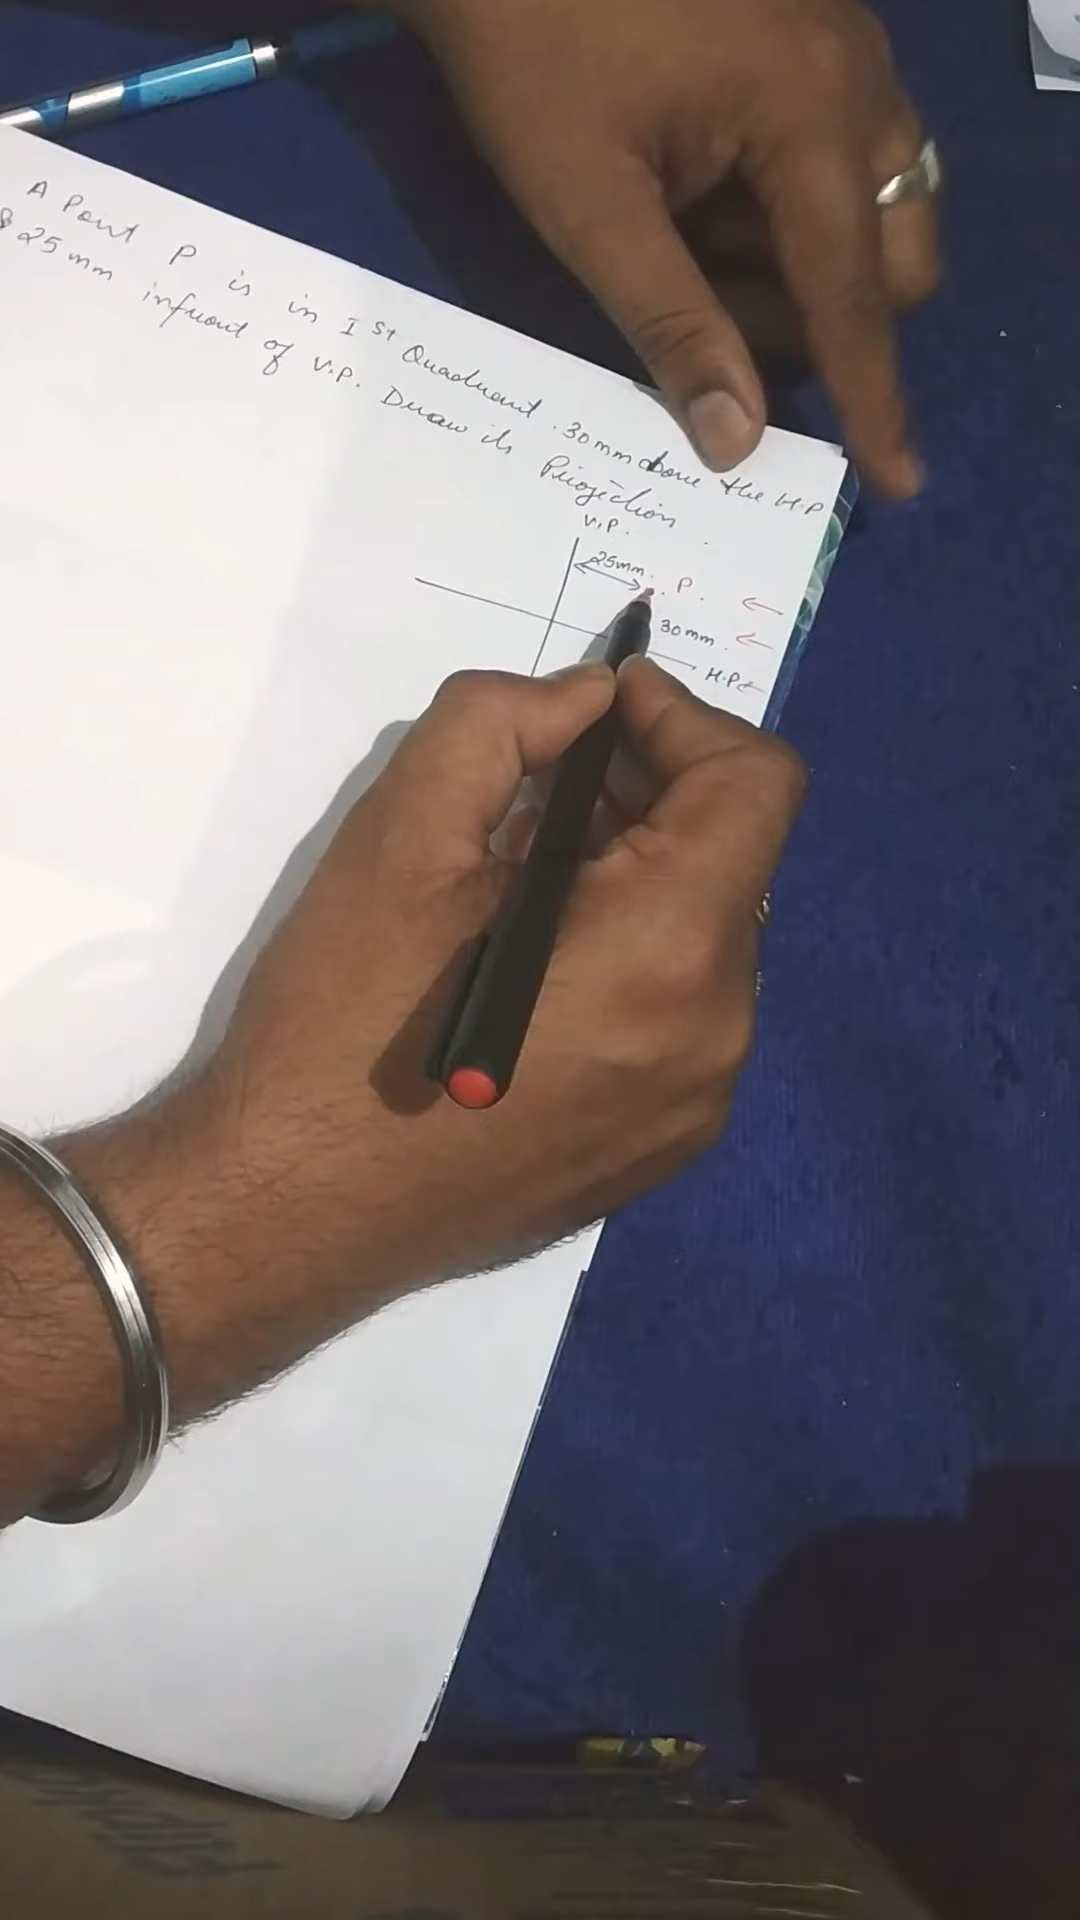 A Point P is in Ist Quadrant . 30mm above the H.P
& 25mm infront of V.P. Draw its Projection .
V.P.
25mm. P.
30mm.
H.P